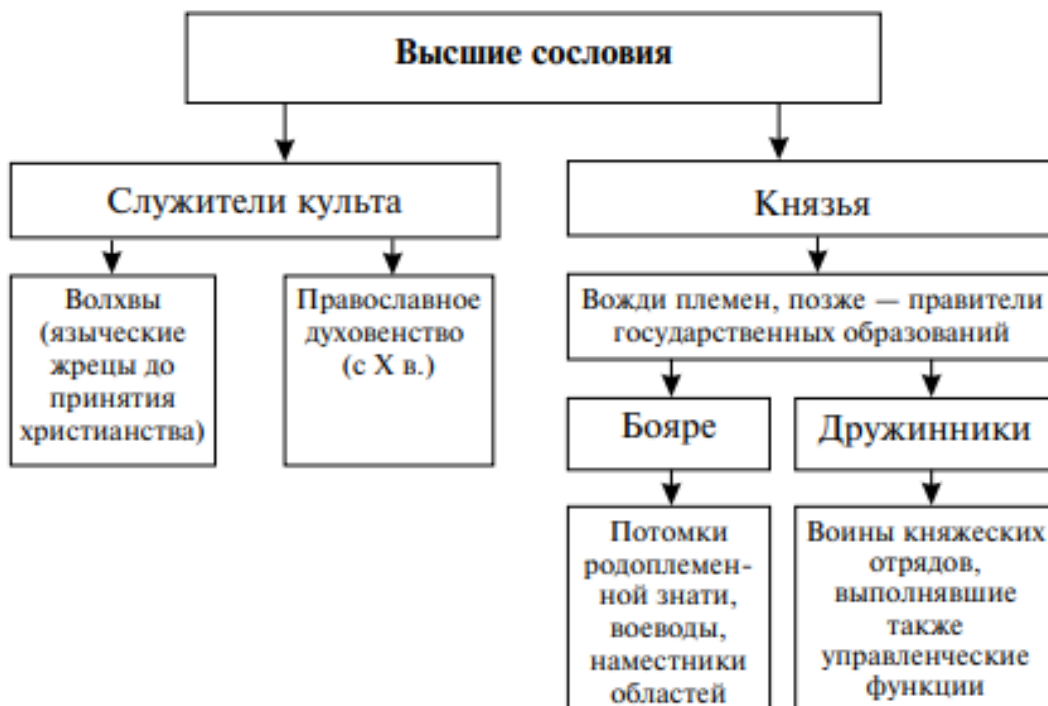 Высшие сословия
Служители культа
Князья
Волхвы
(языческие
жрецы до
принятия
христианства)
Православное
духовенство
(с X в.)
Вожди племен, позже — правители
государственных образований
Бояре
Дружинники
Потомки
родоплемен-
ной знати,
воеводы,
наместники
областей
Воины княжеских
отрядов,
выполнявшие
также
управленческие
функции